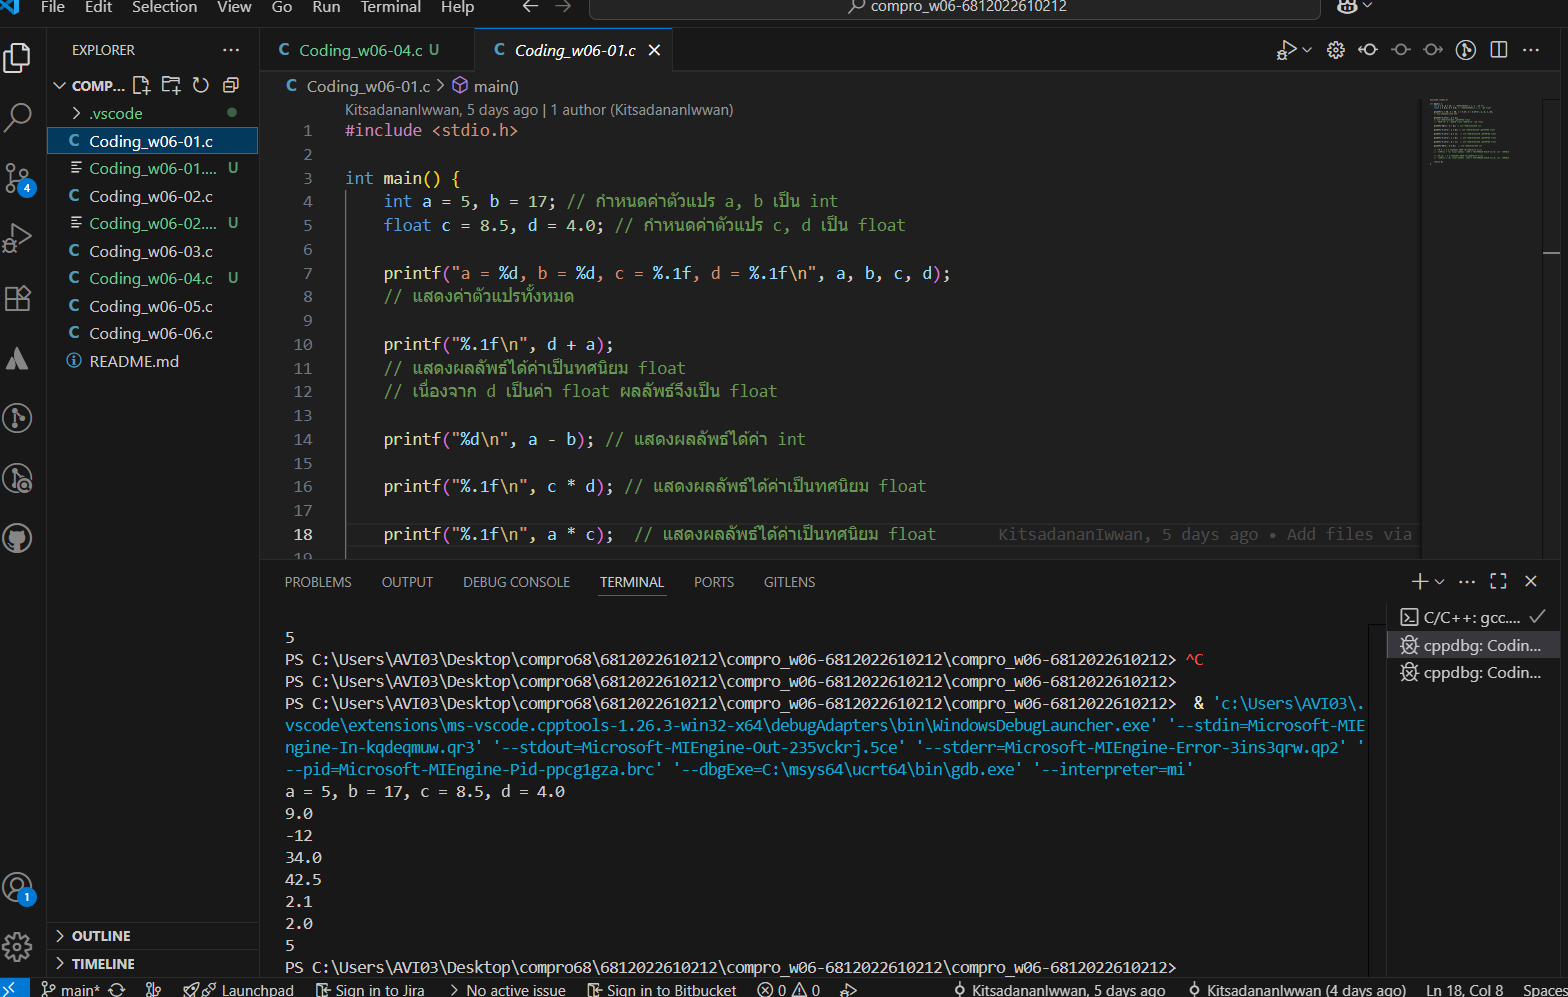 File Edit Selection View Go Run Terminal Help
compro_w06-6812022610212
EXPLORER
COMP...
.vscode
Coding_w06-01.c
Coding_w06-01.... U
Coding_w06-02.c
Coding_w06-02.... U
Coding_w06-03.c
Coding_w06-04.c U
Coding_w06-05.c
Coding_w06-06.c
README.md
OUTLINE
TIMELINE
4
1
Coding_w06-04.c U
Coding_w06-01.c
Coding_w06-01.c > main()
KitsadananIwwan, 5 days ago | 1 author (KitsadananIwwan)
1 #include <stdio.h>
2
3 int main() {
4 int a = 5, b = 17; // กำหนดค่าตัวแปร a, b เป็น int
5 float c = 8.5, d = 4.0; // กำหนดค่าตัวแปร c, d เป็น float
6
7 printf("a = %d, b = %d, c = %.1f, d = %.1f\n", a, b, c, d);
8 // แสดงค่าตัวแปรทั้งหมด
9
10 printf("%.1f\n", d + a);
11 // แสดงผลลัพธ์ได้ค่าเป็นทศนิยม float
12 // เนื่องจาก d เป็นค่า float ผลลัพธ์จึงเป็น float
13
14 printf("%d\n", a - b); // แสดงผลลัพธ์ได้ค่า int
15
16 printf("%.1f\n", c * d); // แสดงผลลัพธ์ได้ค่าเป็นทศนิยม float
17
18 printf("%.1f\n", a * c); // แสดงผลลัพธ์ได้ค่าเป็นทศนิยม float KitsadananIwwan, 5 days ago • Add files via
19
PROBLEMS OUTPUT DEBUG CONSOLE TERMINAL PORTS GITLENS
C/C++: gcc....
cppdbg: Codin...
cppdbg: Codin...
5
PS C:\Users\AVI03\Desktop\compro68\6812022610212\compro_w06-6812022610212\compro_w06-6812022610212> ^C
PS C:\Users\AVI03\Desktop\compro68\6812022610212\compro_w06-6812022610212\compro_w06-6812022610212>
PS C:\Users\AVI03\Desktop\compro68\6812022610212\compro_w06-6812022610212\compro_w06-6812022610212> & 'c:\Users\AVI03\.
vscode\extensions\ms-vscode.cpptools-1.26.3-win32-x64\debugAdapters\bin\WindowsDebugLauncher.exe' '--stdin=Microsoft-MIE
ngine-In-kqdeqmuw.qr3' '--stdout=Microsoft-MIEngine-Out-235vckrj.5ce' '--stderr=Microsoft-MIEngine-Error-3ins3qrw.qp2' '
--pid=Microsoft-MIEngine-Pid-ppcg1gza.brc' '--dbgExe=C:\msys64\ucrt64\bin\gdb.exe' '--interpreter=mi'
a = 5, b = 17, c = 8.5, d = 4.0
9.0
-12
34.0
42.5
2.1
2.0
5
PS C:\Users\AVI03\Desktop\compro68\6812022610212\compro_w06-6812022610212\compro_w06-6812022610212>
main* Launchpad Sign in to Jira No active issue Sign in to Bitbucket 0 0 KitsadananIwwan, 5 days ago KitsadananIwwan (4 days ago) Ln 18, Col 8 Spaces